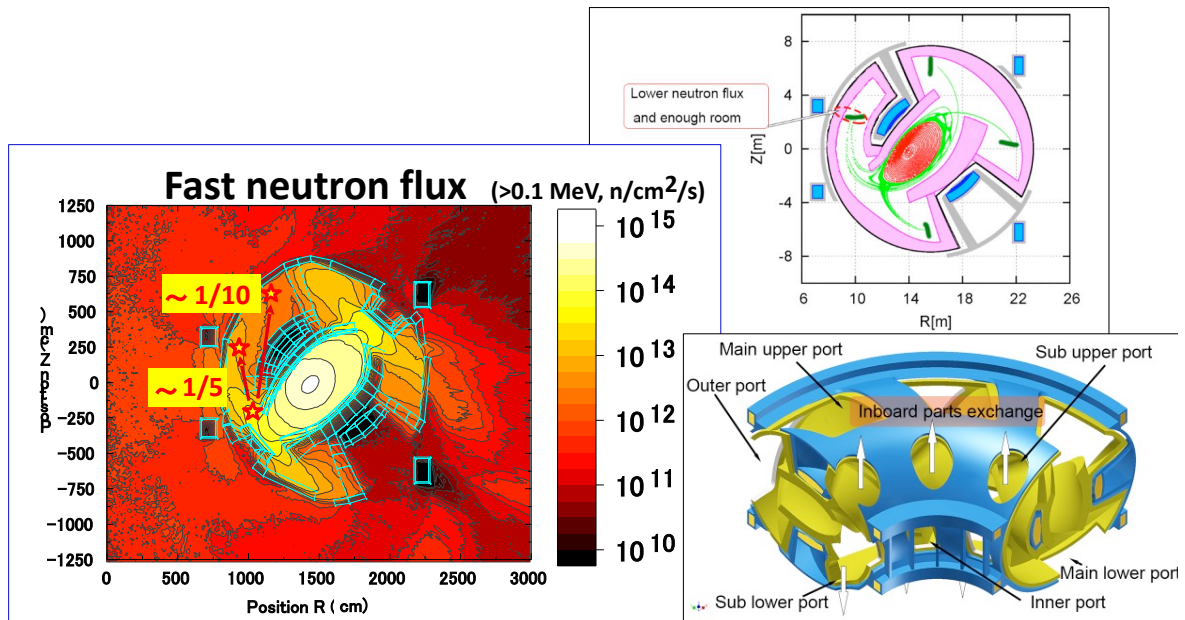 Fast neutron flux (>0.1 MeV, n/cm²/s)
1250
1000
750
500
250
0
−250
−500
−750
−1000
−1250
0 500 1000 1500 2000 2500 3000
Position R ( cm)
~ 1/10
~ 1/5
10 15
10 14
10 13
10 12
10 11
10 10
Lower neutron flux
and enough room
8
4
0
-4
-8
Z[m]
6 10 14 18 22 26
R[m]
Main upper port
Sub upper port
Outer port
Inboard parts exchange
Main lower port
Sub lower port
Inner port